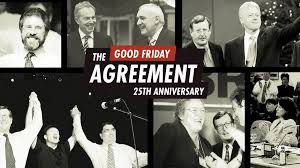 THE GOOD FRIDAY
AGREEMENT
25TH ANNIVERSARY